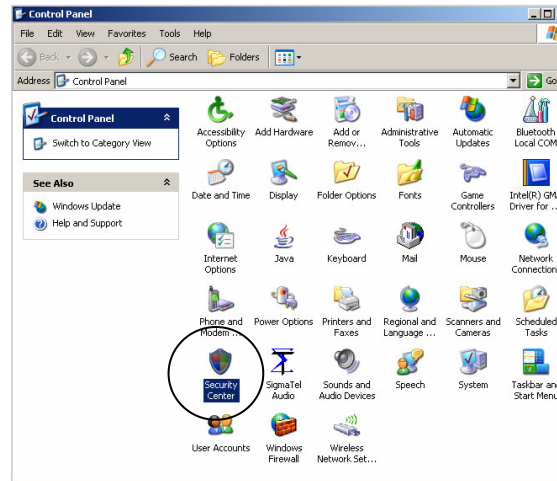 Control Panel
File Edit View Favorites Tools Help
Back Search Folders
Address Control Panel Go
Control Panel
Switch to Category View
See Also
Windows Update
Help and Support
Accessibility Options
Add Hardware
Add or Remov...
Administrative Tools
Automatic Updates
Bluetooth Local COM
Date and Time
Display
Folder Options
Fonts
Game Controllers
Intel(R) GM
Driver for ...
Internet Options
Java
Keyboard
Mail
Mouse
Network Connection
Phone and Modem ...
Power Options
Printers and Faxes
Regional and Language ...
Scanners and Cameras
Scheduled Tasks
Security Center
SigmaTel Audio
Sounds and Audio Devices
Speech
System
Taskbar and Start Menu
User Accounts
Windows Firewall
Wireless Network Set...